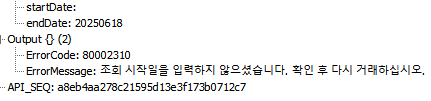 startDate:
endDate: 20250618
Output {} (2)
ErrorCode: 80002310
ErrorMessage: 조회 시작일을 입력하지 않으셨습니다. 확인 후 다시 거래하십시오.
API_SEQ: a8eb4aa278c21595d13e3f173b0712c7